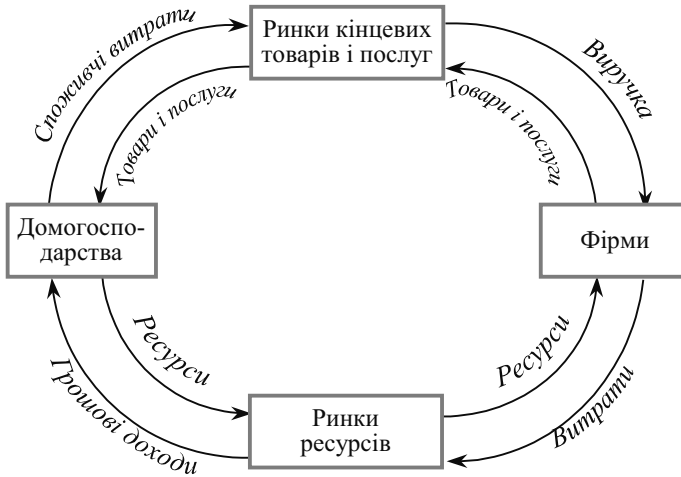 Ринки кінцевих
товарів і послуг
Споживчі витрати
Товари і послуги
Товари і послуги
Виручка
Домогоспо-
дарства
Фірми
Ресурси
Грошові доходи
Ресурси
Витрати
Ринки
ресурсів